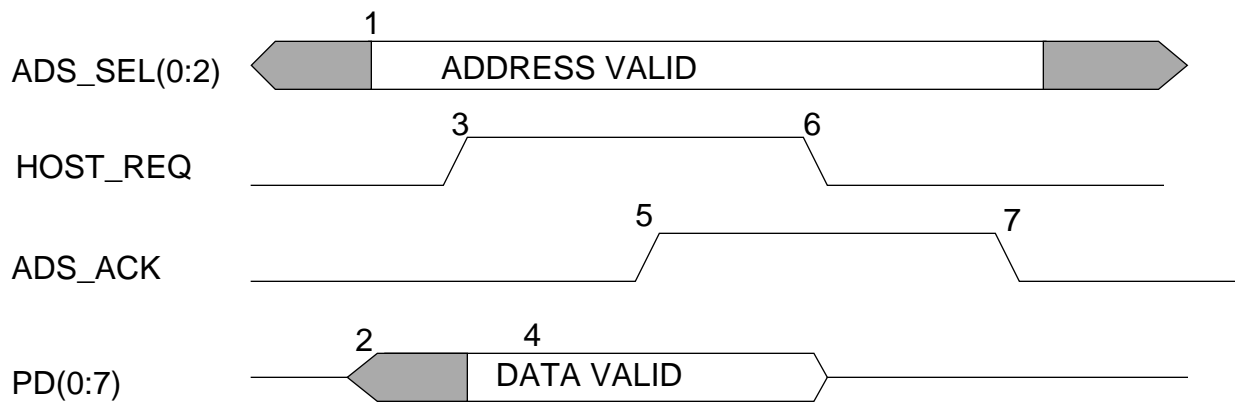 1
ADS_SEL(0:2) ADDRESS VALID
3 6
HOST_REQ
5 7
ADS_ACK
2 4
PD(0:7) DATA VALID